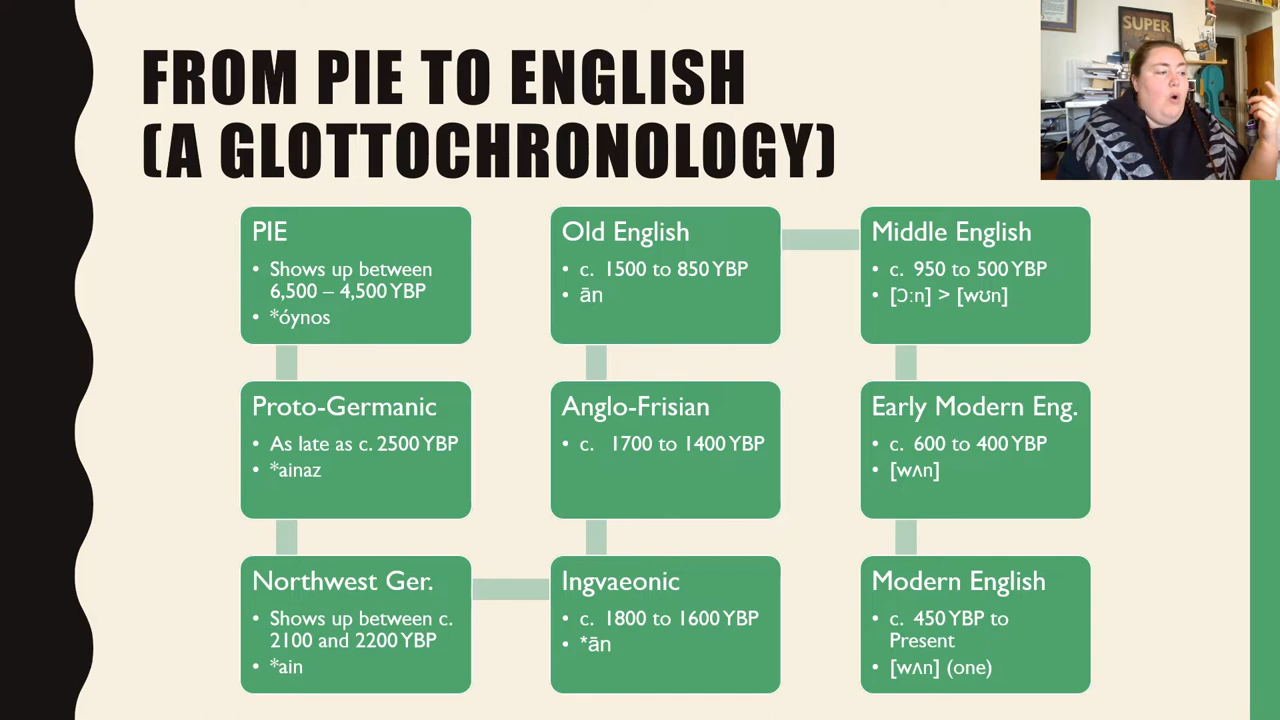 SUPER
FROM PIE TO ENGLISH
(A GLOTTOCHRONOLOGY)
PIE
• Shows up between
6,500 – 4,500 YBP
• *óynos
Proto-Germanic
• As late as c. 2500 YBP
• *ainaz
Northwest Ger.
• Shows up between c.
2100 and 2200 YBP
• *ain
Ingvaeonic
• c. 1800 to 1600 YBP
• *ān
Anglo-Frisian
• c. 1700 to 1400 YBP
Old English
• c. 1500 to 850 YBP
• ān
Middle English
• c. 950 to 500 YBP
• [Ɔːn] > [wʊn]
Early Modern Eng.
• c. 600 to 400 YBP
• [wʌn]
Modern English
• c. 450 YBP to
Present
• [wʌn] (one)